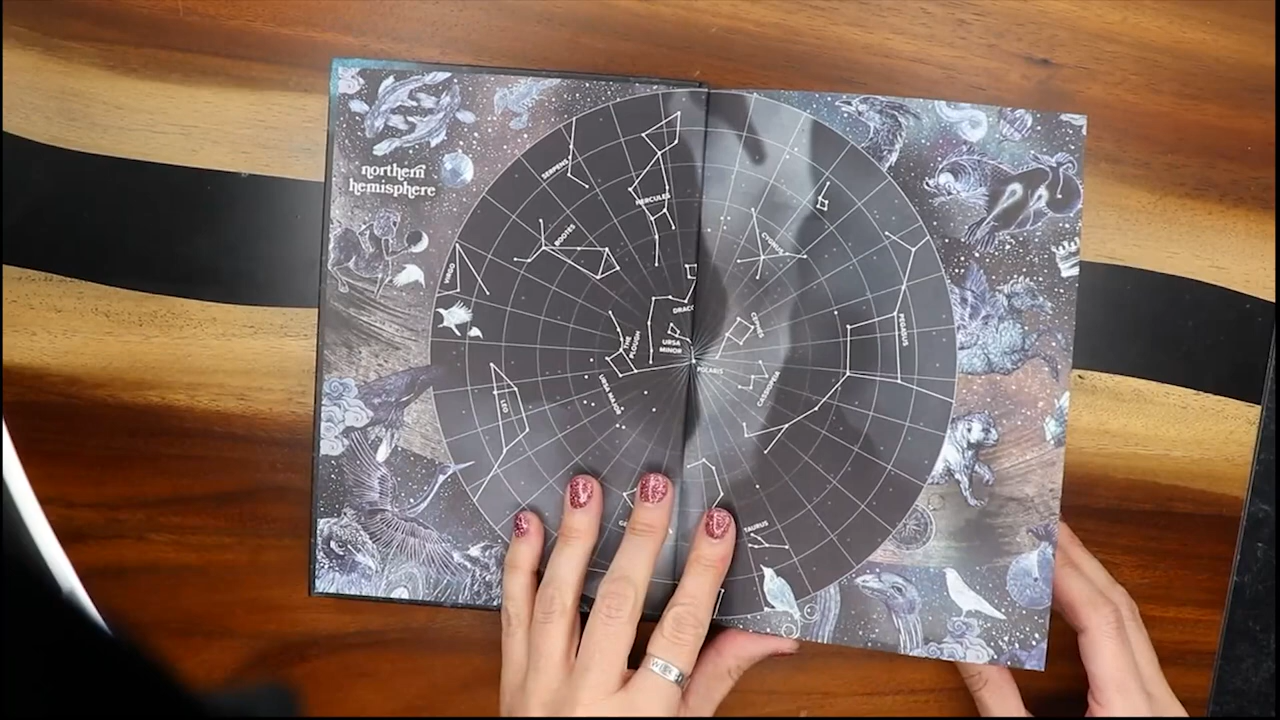 northern
hemisphere
SERPENS
HERCULES
BOOTES
CYGNUS
VIRGO
DRACO
CEPHUS
PEGASUS
THE
PLOUGH
URSA
MINOR
POLARIS
CASSIOPEIA
URSA MAJOR
LEO
TAURUS